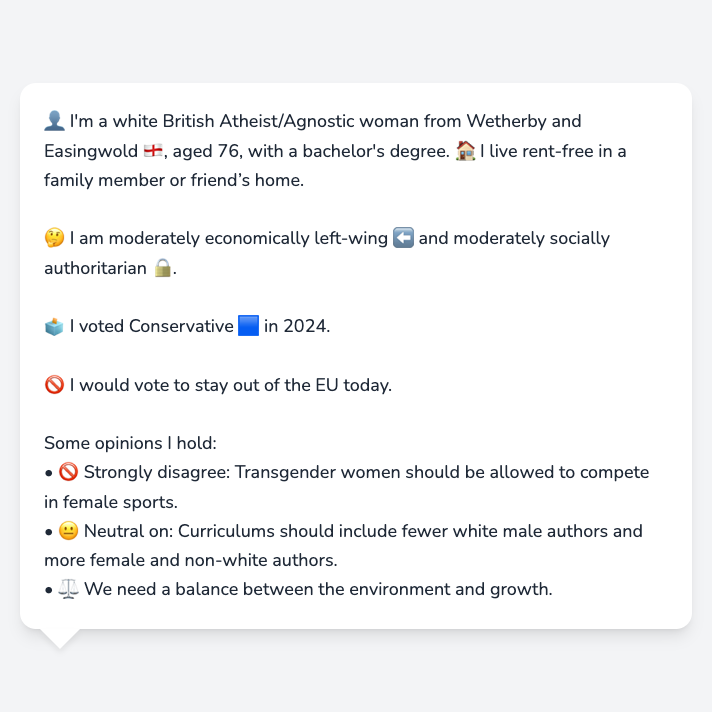 👤 I'm a white British Atheist/Agnostic woman from Wetherby and
Easingwold 🏴󠁧󠁢󠁥󠁮󠁧󠁿, aged 76, with a bachelor's degree. 🏠 I live rent-free in a
family member or friend’s home.
🤔 I am moderately economically left-wing ⬅️ and moderately socially
authoritarian 🔒.
🗳️ I voted Conservative 🟦 in 2024.
🚫 I would vote to stay out of the EU today.
Some opinions I hold:
• 🚫 Strongly disagree: Transgender women should be allowed to compete
in female sports.
• 😐 Neutral on: Curriculums should include fewer white male authors and
more female and non-white authors.
• ⚖️ We need a balance between the environment and growth.